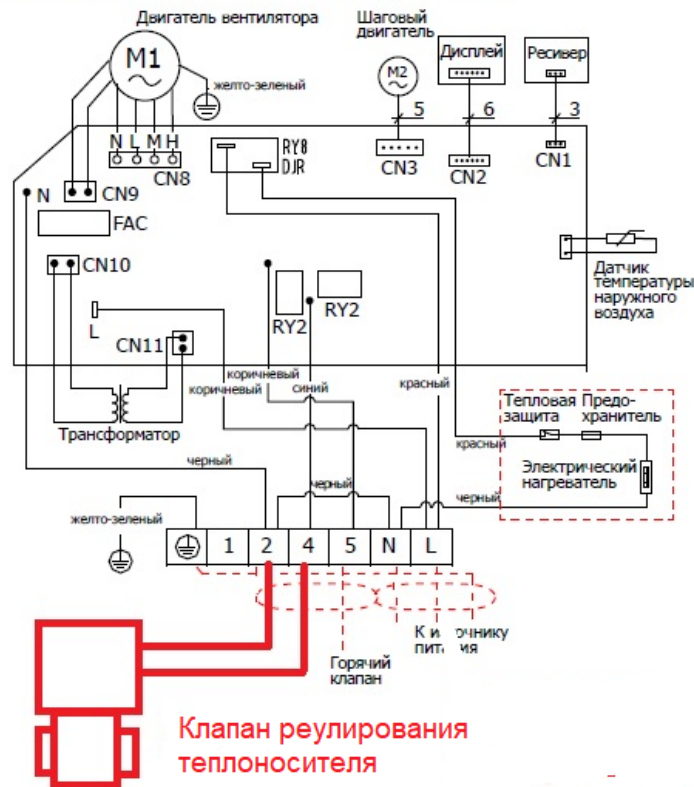 Двигатель вентилятора
Шаговый
двигатель
M1
M2
Дисплей
Ресивер
желто-зеленый
5
6
3
N L M H
CN8
RY8
DJR
CN3
CN2
CN1
N
CN9
FAC
CN10
L
CN11
RY2
RY2
Датчик
температуры
наружного
воздуха
коричневый
коричневый
синий
красный
Трансформатор
Тепловая
защита
Предо-
хранитель
красный
Электрический
нагреватель
черный
черный
черный
желто-зеленый
1 2 4 5 N L
Горячий
клапан
К
Клапан реулирования
теплоносителя